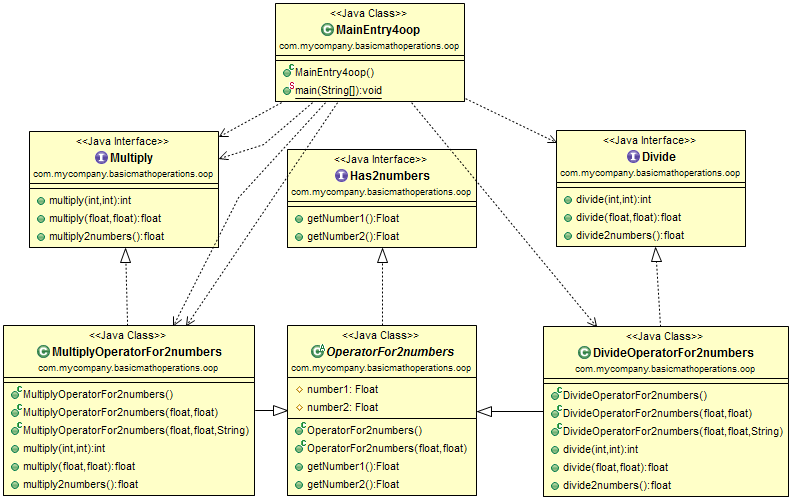 <<Java Class>>
MainEntry4oop
com.mycompany.basicmathoperations.oop
MainEntry4oop()
main(String[]):void
<<Java Interface>>
Multiply
com.mycompany.basicmathoperations.oop
multiply(int,int):int
multiply(float,float):float
multiply2numbers():float
<<Java Interface>>
Has2numbers
com.mycompany.basicmathoperations.oop
getNumber1():Float
getNumber2():Float
<<Java Interface>>
Divide
com.mycompany.basicmathoperations.oop
divide(int,int):int
divide(float,float):float
divide2numbers():float
<<Java Class>>
MultiplyOperatorFor2numbers
com.mycompany.basicmathoperations.oop
MultiplyOperatorFor2numbers()
MultiplyOperatorFor2numbers(float,float)
MultiplyOperatorFor2numbers(float,float,String)
multiply(int,int):int
multiply(float,float):float
multiply2numbers():float
<<Java Class>>
OperatorFor2numbers
com.mycompany.basicmathoperations.oop
number1: Float
number2: Float
OperatorFor2numbers()
OperatorFor2numbers(float,float)
getNumber1():Float
getNumber2():Float
<<Java Class>>
DivideOperatorFor2numbers
com.mycompany.basicmathoperations.oop
DivideOperatorFor2numbers()
DivideOperatorFor2numbers(float,float)
DivideOperatorFor2numbers(float,float,String)
divide(int,int):int
divide(float,float):float
divide2numbers():float